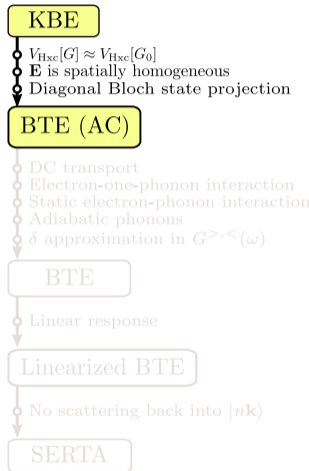 KBE
V_Hxc[G] ≈ V_Hxc[G_0]
E is spatially homogeneous
Diagonal Bloch state projection
BTE (AC)
DC transport
Electron-one-phonon interaction
Static electron-phonon interaction
Adiabatic phonons
δ approximation in G^{>,<}(ω)
BTE
Linear response
Linearized BTE
No scattering back into |nk⟩
SERTA